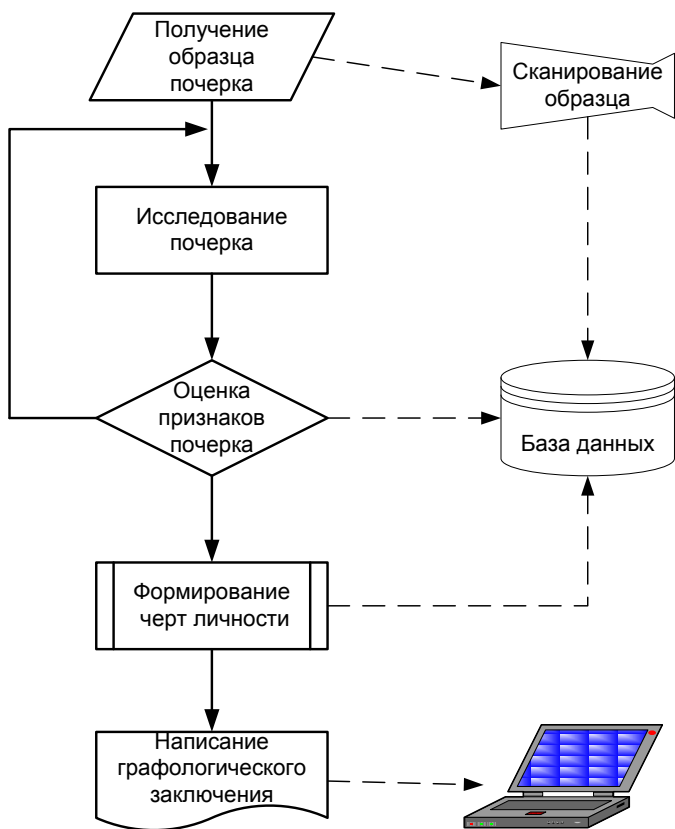 Получение
образца
почерка
Сканирование
образца
Исследование
почерка
Оценка
признаков
почерка
База данных
Формирование
черт личности
Написание
графологического
заключения